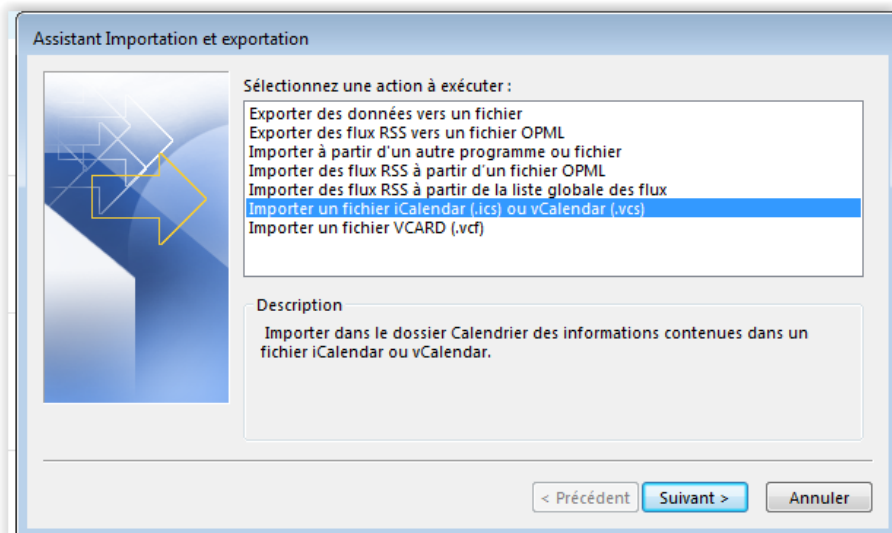 Assistant Importation et exportation
Sélectionnez une action à exécuter :
Exporter des données vers un fichier
Exporter des flux RSS vers un fichier OPML
Importer à partir d'un autre programme ou fichier
Importer des flux RSS à partir d'un fichier OPML
Importer des flux RSS à partir de la liste globale des flux
Importer un fichier iCalendar (.ics) ou vCalendar (.vcs)
Importer un fichier VCARD (.vcf)
Description
Importer dans le dossier Calendrier des informations contenues dans un
fichier iCalendar ou vCalendar.
< Précédent Suivant > Annuler